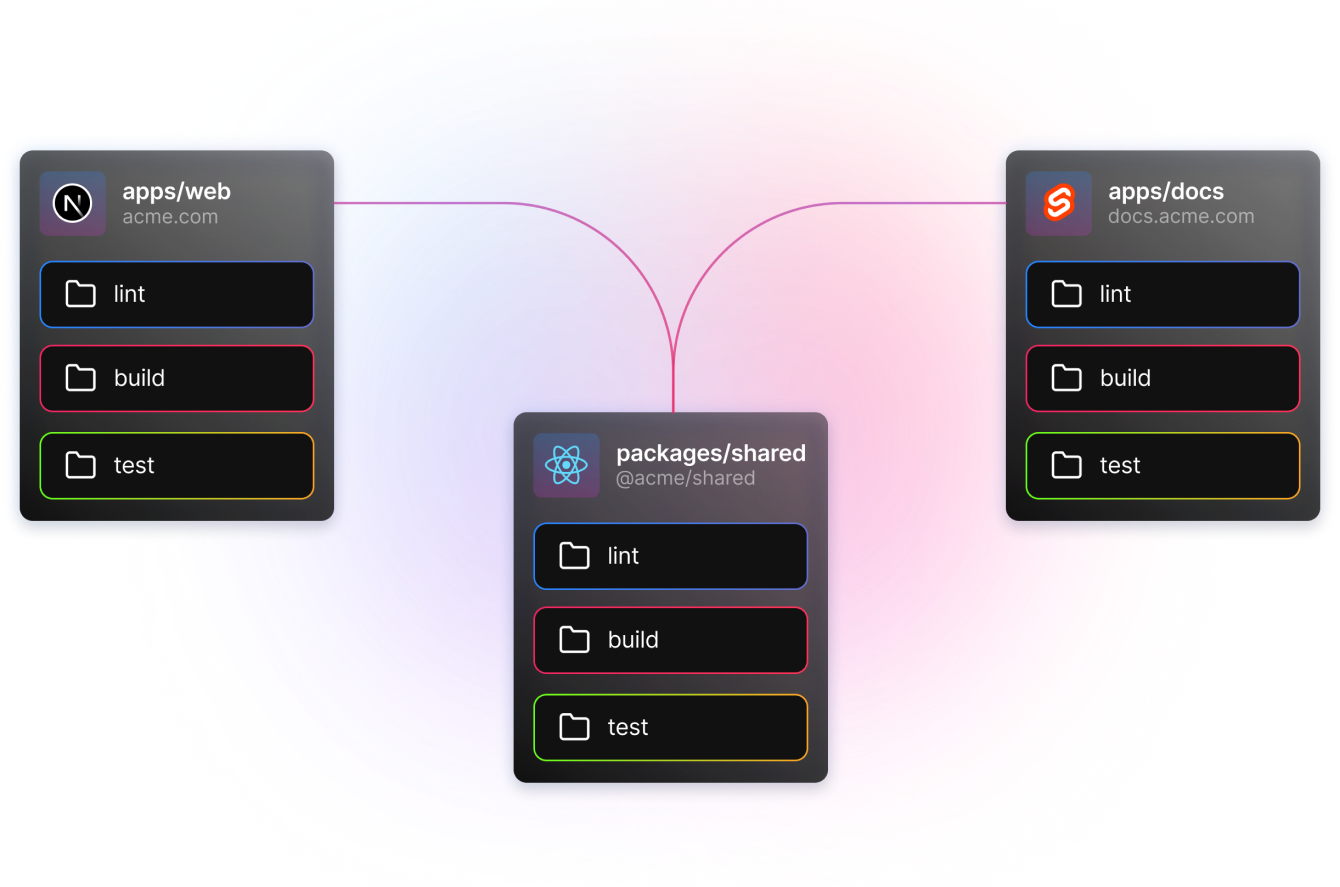 apps/web
acme.com
lint
build
test
apps/docs
docs.acme.com
lint
build
test
packages/shared
@acme/shared
lint
build
test